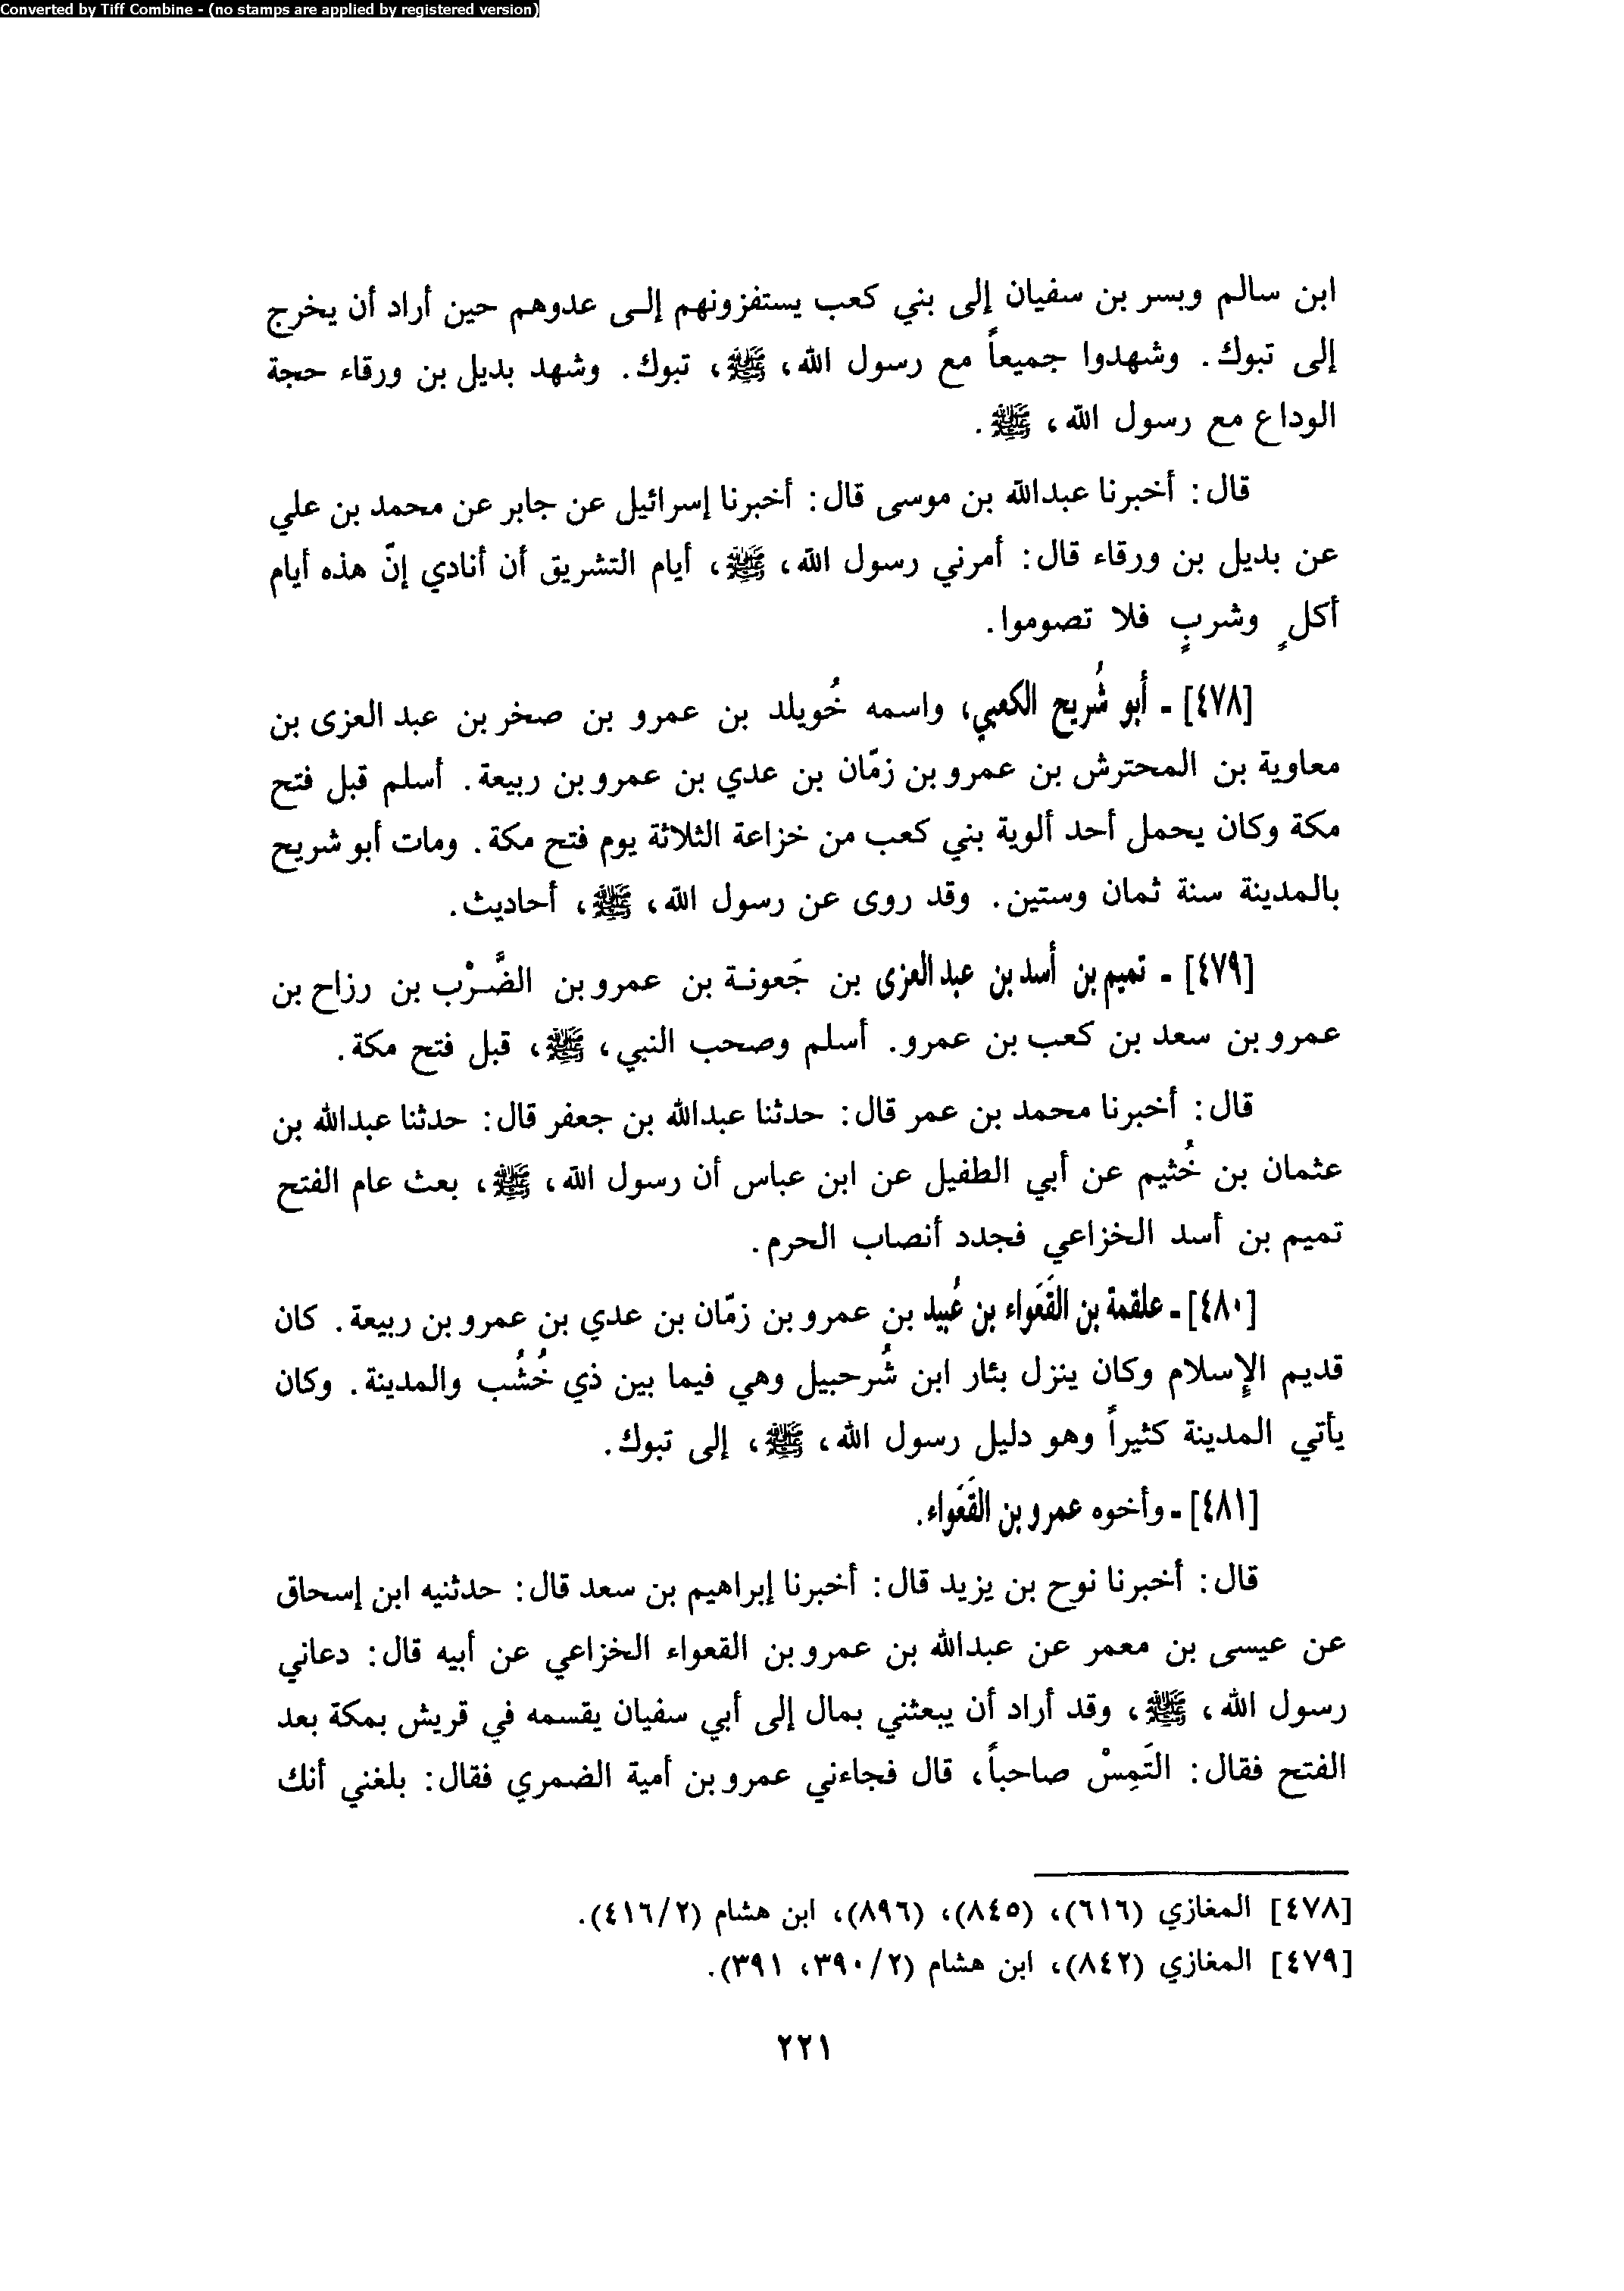 Converted by Tiff Combine - (no stamps are applied by registered version)
ابن سالم وبسر بن سفيان إلى بني كعب يستفزونهم إلى عدوهم حين أراد أن يخرج
إلى تبوك. وشهدوا جميعاً مع رسول الله، ﷺ، تبوك. وشهد بديل بن ورقاء حجة
الوداع مع رسول الله، ﷺ.
قال: أخبرنا عبدالله بن موسى قال: أخبرنا إسرائيل عن جابر عن محمد بن علي
عن بديل بن ورقاء قال: أمرني رسول الله، ﷺ، أيام التشريق أن أنادي إنّ هذه أيام
أكلٍ وشربٍ فلا تصوموا.
[٤٧٨] - أبو شُريح الكعبي، واسمه خُويلد بن عمرو بن صخر بن عبد العزى بن
معاوية بن المحترش بن عمرو بن زمّان بن عدي بن عمرو بن ربيعة. أسلم قبل فتح
مكة وكان يحمل أحد ألوية بني كعب من خزاعة الثلاثة يوم فتح مكة. ومات أبو شريح
بالمدينة سنة ثمان وستين. وقد روى عن رسول الله، ﷺ، أحاديث.
[٤٧٩] - تميم بن أسد بن عبد العزى بن جَعونة بن عمرو بن الضَّرْب بن رزاح بن
عمرو بن سعد بن كعب بن عمرو. أسلم وصحب النبي، ﷺ، قبل فتح مكة.
قال: أخبرنا محمد بن عمر قال: حدثنا عبدالله بن جعفر قال: حدثنا عبدالله بن
عثمان بن خُثيم عن أبي الطفيل عن ابن عباس أن رسول الله، ﷺ، بعث عام الفتح
تميم بن أسد الخزاعي فجدد أنصاب الحرم.
[٤٨٠] - علقمة بن القَعَواء بن عُبيد بن عمرو بن زمّان بن عدي بن عمرو بن ربيعة. كان
قديم الإسلام وكان ينزل بئار ابن شُرحبيل وهي فيما بين ذي خُشُب والمدينة. وكان
يأتي المدينة كثيراً وهو دليل رسول الله، ﷺ، إلى تبوك.
[٤٨١] - وأخوه عمرو بن القَعَواء.
قال: أخبرنا نوح بن يزيد قال: أخبرنا إبراهيم بن سعد قال: حدثنيه ابن إسحاق
عن عيسى بن معمر عن عبدالله بن عمرو بن القعواء الخزاعي عن أبيه قال: دعاني
رسول الله، ﷺ، وقد أراد أن يبعثني بمال إلى أبي سفيان يقسمه في قريش بمكة بعد
الفتح فقال: التَمِسْ صاحباً، قال فجاءني عمرو بن أمية الضمري فقال: بلغني أنك
[٤٧٨] المغازي (٦١٦)، (٨٤٥)، (٨٩٦)، ابن هشام (٤١٦/٢).
[٤٧٩] المغازي (٨٤٢)، ابن هشام (٣٩٠/٢، ٣٩١).
٢٢١